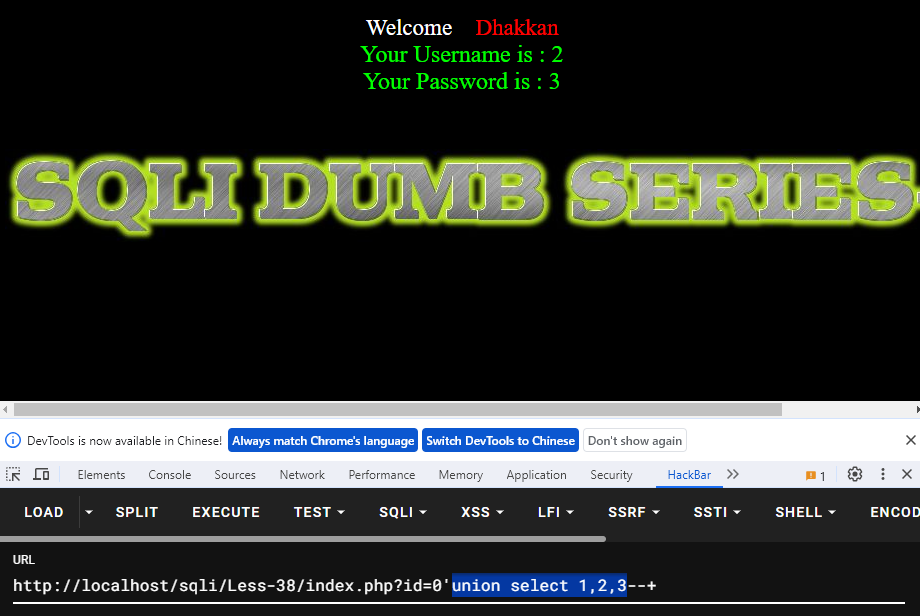 Welcome Dhakkan
Your Username is : 2
Your Password is : 3
SQLI DUMB SERIES-
DevTools is now available in Chinese! Always match Chrome's language Switch DevTools to Chinese Don't show again
Elements Console Sources Network Performance Memory Application Security HackBar 1
LOAD SPLIT EXECUTE TEST SQLI XSS LFI SSRF SSTI SHELL ENCOD
URL
http://localhost/sqli/Less-38/index.php?id=0'union select 1,2,3--+